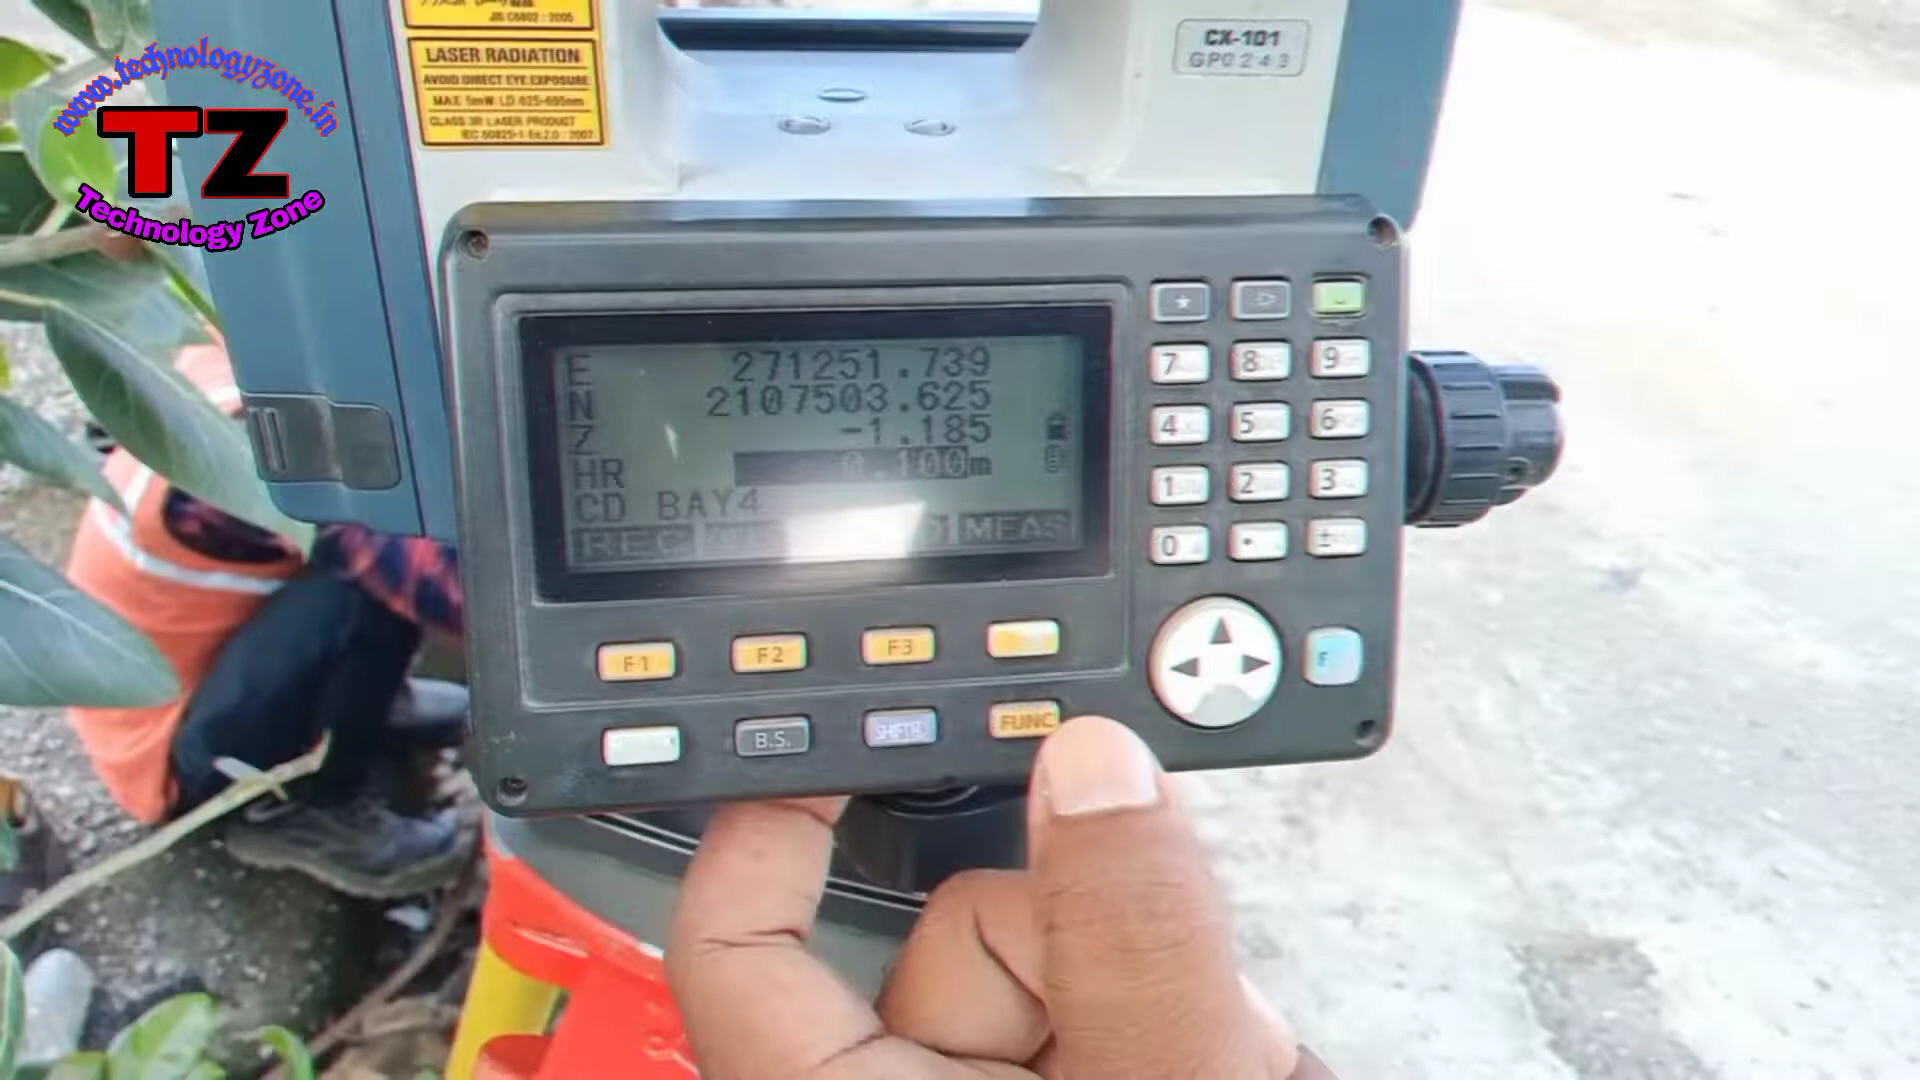 www.technologyzone.in
TZ
Technology Zone
JIS C6802 : 2005
LASER RADIATION
AVOID DIRECT EYE EXPOSURE
MAX. 5mW LD 625-695nm
CLASS 3R LASER PRODUCT
IEC 60825-1 Ed.2.0 : 2007
CX-101
GP0243
E 271251.739
N 2107503.625
Z -1.185
HR 0.100m
CD BAY4
REC MEAS
★
7 8 9
4 5 6
1 2 3
0 . ±
F1 F2 F3
B.S. SHIFT FUNC
F